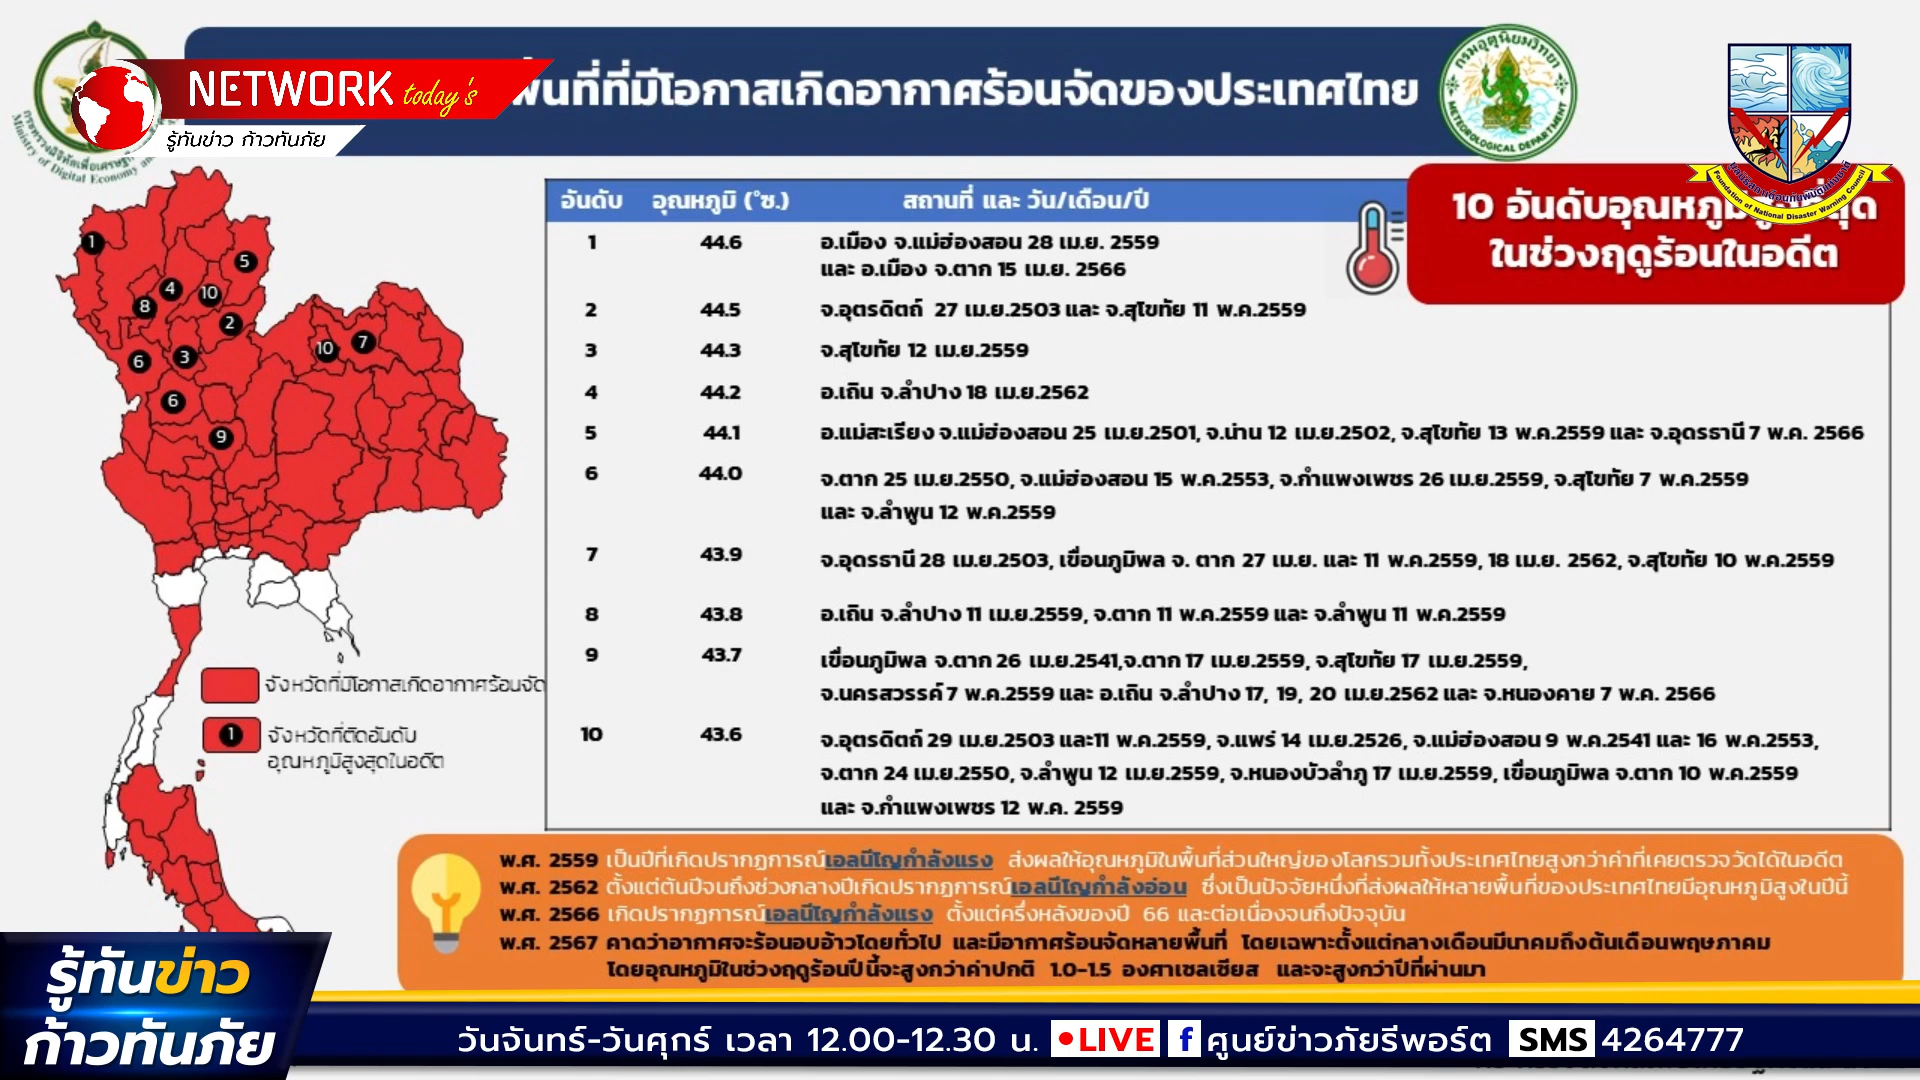 NETWORK today's
รู้ทันข่าว ก้าวทันภัย
พื้นที่ที่มีโอกาสเกิดอากาศร้อนจัดของประเทศไทย
กรมอุตุนิยมวิทยา
METEOROLOGICAL DEPARTMENT
Foundation of National Disaster Warning Council
10 อันดับอุณหภูมิสูงสุด
ในช่วงฤดูร้อนในอดีต
อันดับ อุณหภูมิ (°ซ.) สถานที่ และ วัน/เดือน/ปี
1 44.6 อ.เมือง จ.แม่ฮ่องสอน 28 เม.ย. 2559
และ อ.เมือง จ.ตาก 15 เม.ย. 2566
2 44.5 จ.อุตรดิตถ์ 27 เม.ย.2503 และ จ.สุโขทัย 11 พ.ค.2559
3 44.3 จ.สุโขทัย 12 เม.ย.2559
4 44.2 อ.เถิน จ.ลำปาง 18 เม.ย.2562
5 44.1 อ.แม่สะเรียง จ.แม่ฮ่องสอน 25 เม.ย.2501, จ.น่าน 12 เม.ย.2502, จ.สุโขทัย 13 พ.ค.2559 และ จ.อุดรธานี 7 พ.ค. 2566
6 44.0 จ.ตาก 25 เม.ย.2550, จ.แม่ฮ่องสอน 15 พ.ค.2553, จ.กำแพงเพชร 26 เม.ย.2559, จ.สุโขทัย 7 พ.ค.2559
และ จ.ลำพูน 12 พ.ค.2559
7 43.9 จ.อุดรธานี 28 เม.ย.2503, เขื่อนภูมิพล จ. ตาก 27 เม.ย. และ 11 พ.ค.2559, 18 เม.ย. 2562, จ.สุโขทัย 10 พ.ค.2559
8 43.8 อ.เถิน จ.ลำปาง 11 เม.ย.2559, จ.ตาก 11 พ.ค.2559 และ จ.ลำพูน 11 พ.ค.2559
9 43.7 เขื่อนภูมิพล จ.ตาก 26 เม.ย.2541,จ.ตาก 17 เม.ย.2559, จ.สุโขทัย 17 เม.ย.2559,
จ.นครสวรรค์ 7 พ.ค.2559 และ อ.เถิน จ.ลำปาง 17, 19, 20 เม.ย.2562 และ จ.หนองคาย 7 พ.ค. 2566
10 43.6 จ.อุตรดิตถ์ 29 เม.ย.2503 และ11 พ.ค.2559, จ.แพร่ 14 เม.ย.2526, จ.แม่ฮ่องสอน 9 พ.ค.2541 และ 16 พ.ค.2553,
จ.ตาก 24 เม.ย.2550, จ.ลำพูน 12 เม.ย.2559, จ.หนองบัวลำภู 17 เม.ย.2559, เขื่อนภูมิพล จ.ตาก 10 พ.ค.2559
และ จ.กำแพงเพชร 12 พ.ค. 2559
1
5
4
10
8
2
6
3
10
7
6
9
จังหวัดที่มีโอกาสเกิดอากาศร้อนจัด
1 จังหวัดที่ติดอันดับ
อุณหภูมิสูงสุดในอดีต
พ.ศ. 2559 เป็นปีที่เกิดปรากฏการณ์เอลนีโญกำลังแรง ส่งผลให้อุณหภูมิในพื้นที่ส่วนใหญ่ของโลกรวมทั้งประเทศไทยสูงกว่าค่าที่เคยตรวจวัดได้ในอดีต
พ.ศ. 2562 ตั้งแต่ต้นปีจนถึงช่วงกลางปีเกิดปรากฏการณ์เอลนีโญกำลังอ่อน ซึ่งเป็นปัจจัยหนึ่งที่ส่งผลให้หลายพื้นที่ของประเทศไทยมีอุณหภูมิสูงในปีนี้
พ.ศ. 2566 เกิดปรากฏการณ์เอลนีโญกำลังแรง ตั้งแต่ครึ่งหลังของปี 66 และต่อเนื่องจนถึงปัจจุบัน
พ.ศ. 2567 คาดว่าอากาศจะร้อนอบอ้าวโดยทั่วไป และมีอากาศร้อนจัดหลายพื้นที่ โดยเฉพาะตั้งแต่กลางเดือนมีนาคมถึงต้นเดือนพฤษภาคม
โดยอุณหภูมิในช่วงฤดูร้อนปีนี้จะสูงกว่าค่าปกติ 1.0-1.5 องศาเซลเซียส และจะสูงกว่าปีที่ผ่านมา
รู้ทันข่าว
ก้าวทันภัย
วันจันทร์-วันศุกร์ เวลา 12.00-12.30 น. LIVE f ศูนย์ข่าวภัยรีพอร์ต SMS 4264777